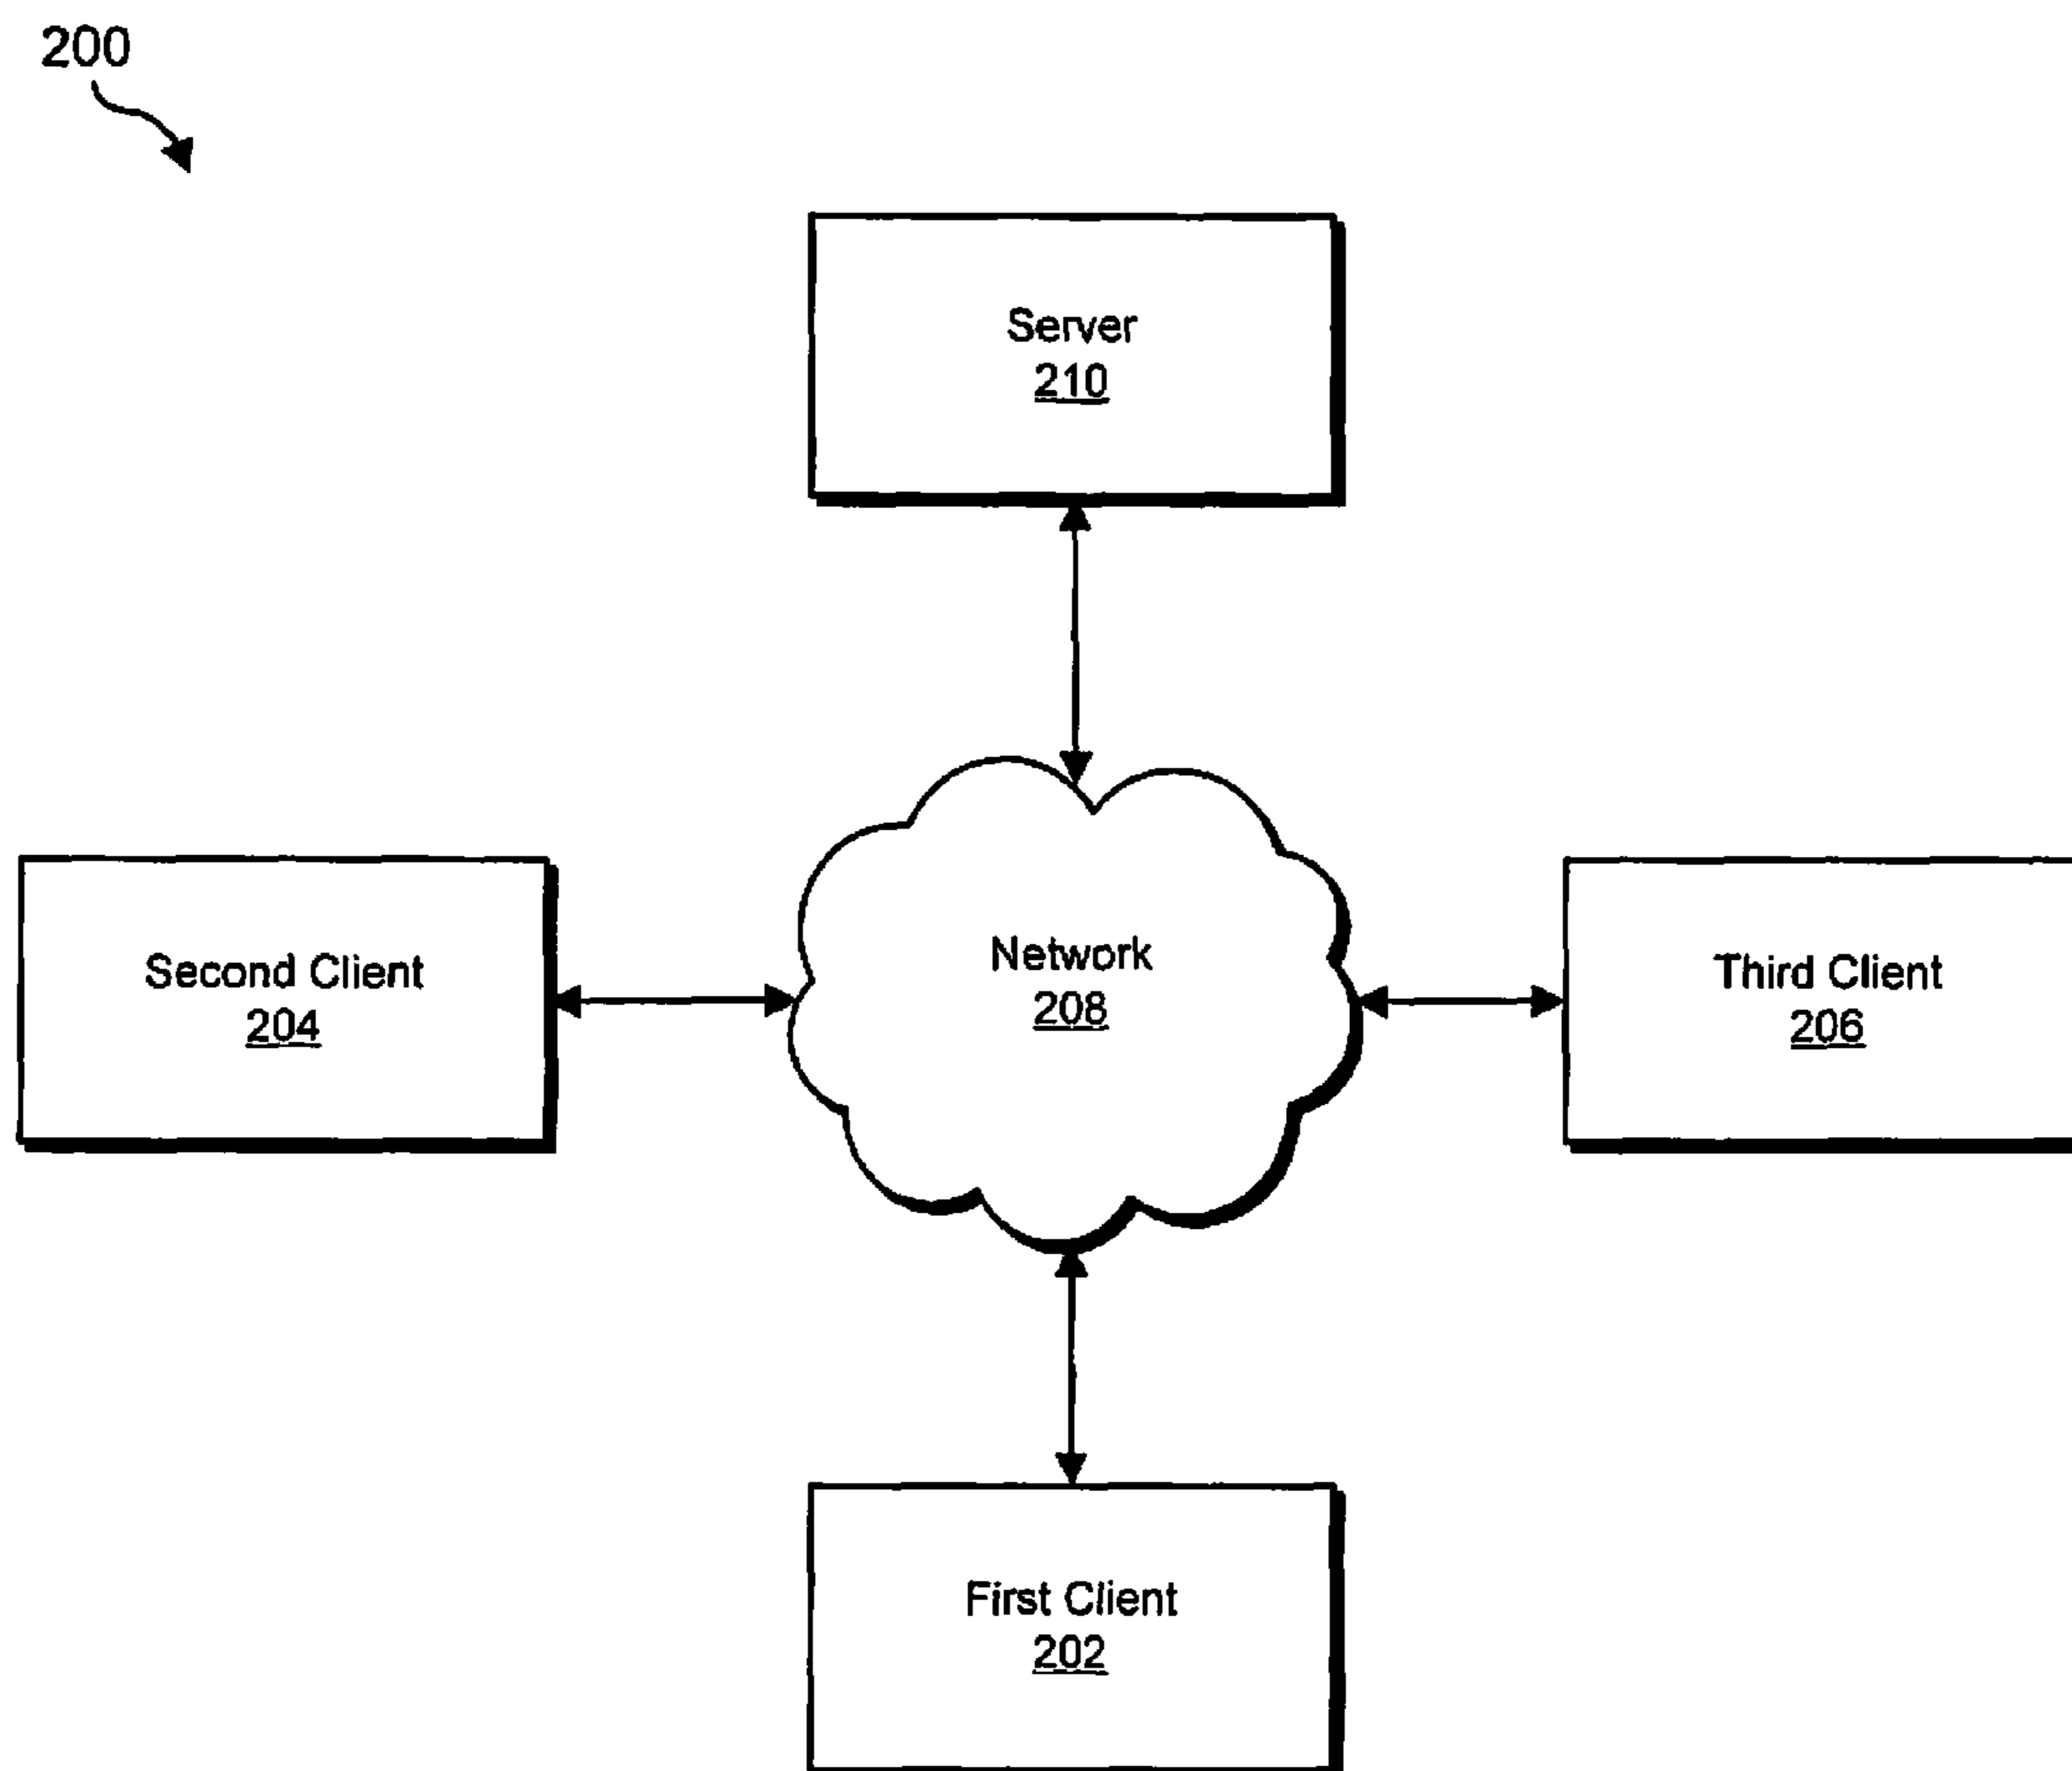 200
Server
210
Second Client
204
Network
208
Third Client
206
First Client
202